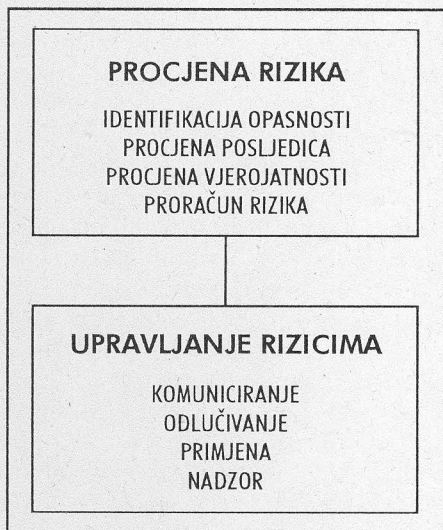 PROCJENA RIZIKA
IDENTIFIKACIJA OPASNOSTI
PROCJENA POSLJEDICA
PROCJENA VJEROJATNOSTI
PRORAČUN RIZIKA
UPRAVLJANJE RIZICIMA
KOMUNICIRANJE
ODLUČIVANJE
PRIMJENA
NADZOR